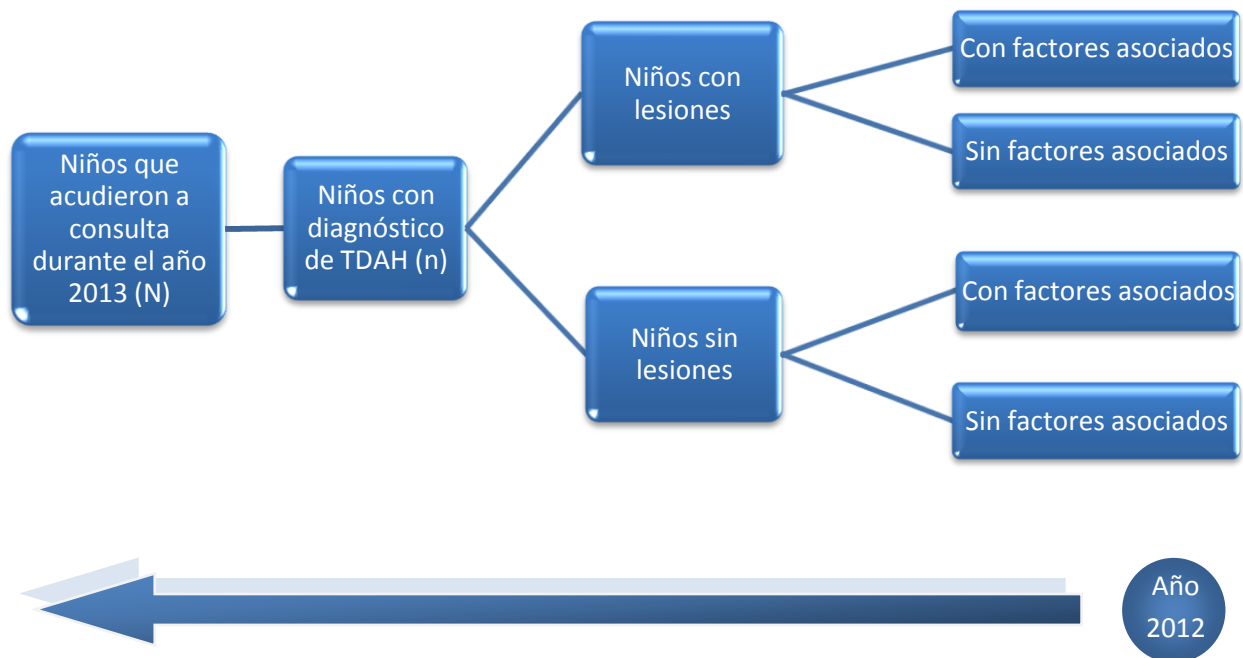 Niños que
acudieron a
consulta
durante el año
2013 (N)
Niños con
diagnóstico
de TDAH (n)
Niños con
lesiones
Con factores asociados
Sin factores asociados
Niños sin
lesiones
Con factores asociados
Sin factores asociados
Año
2012